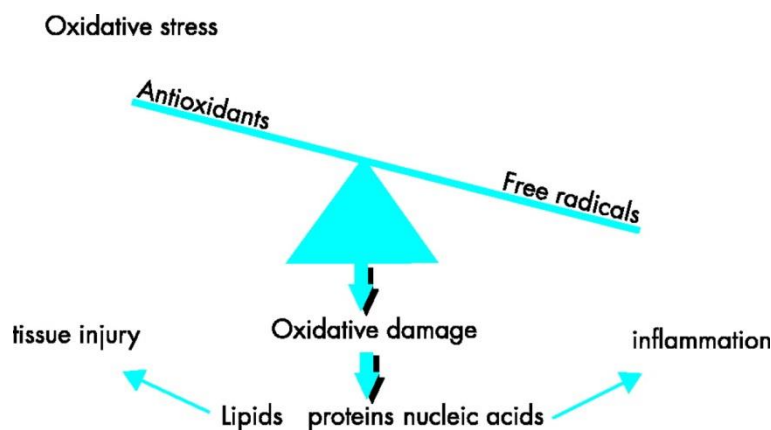 Oxidative stress
Antioxidants
Free radicals
Oxidative damage
tissue injury
inflammation
Lipids proteins nucleic acids